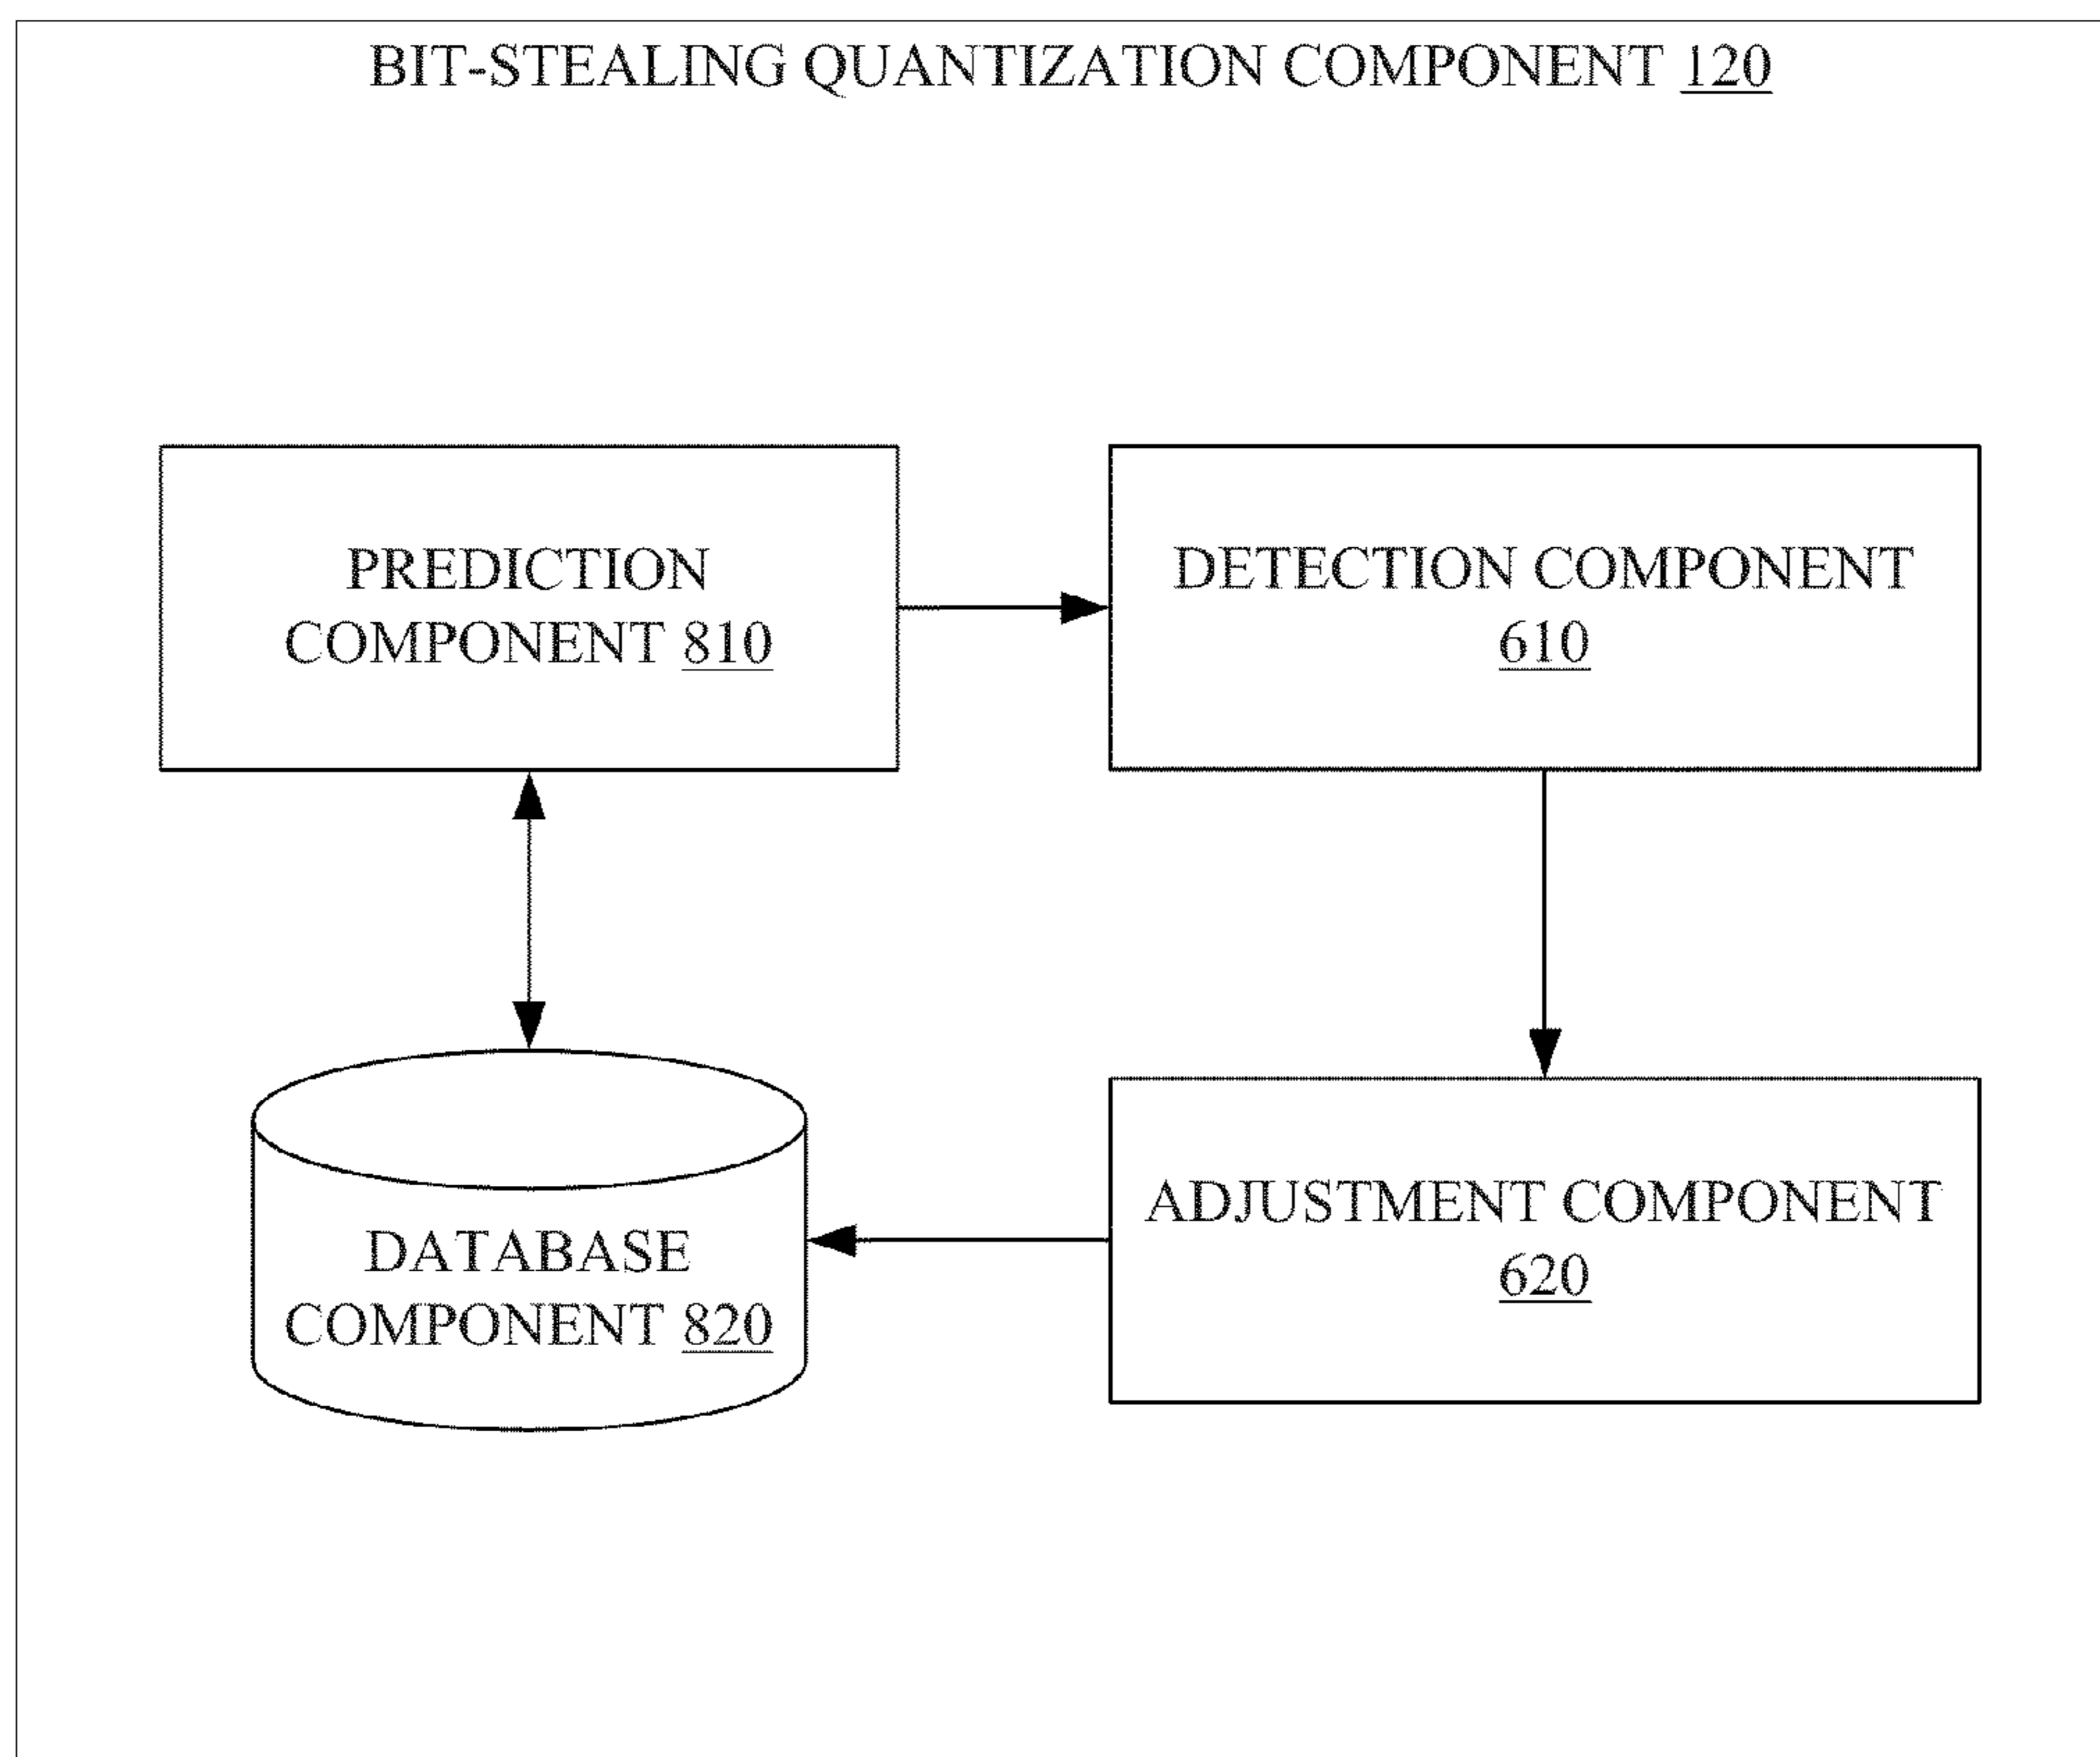 BIT-STEALING QUANTIZATION COMPONENT 120
PREDICTION
COMPONENT 810
DETECTION COMPONENT
610
DATABASE
COMPONENT 820
ADJUSTMENT COMPONENT
620